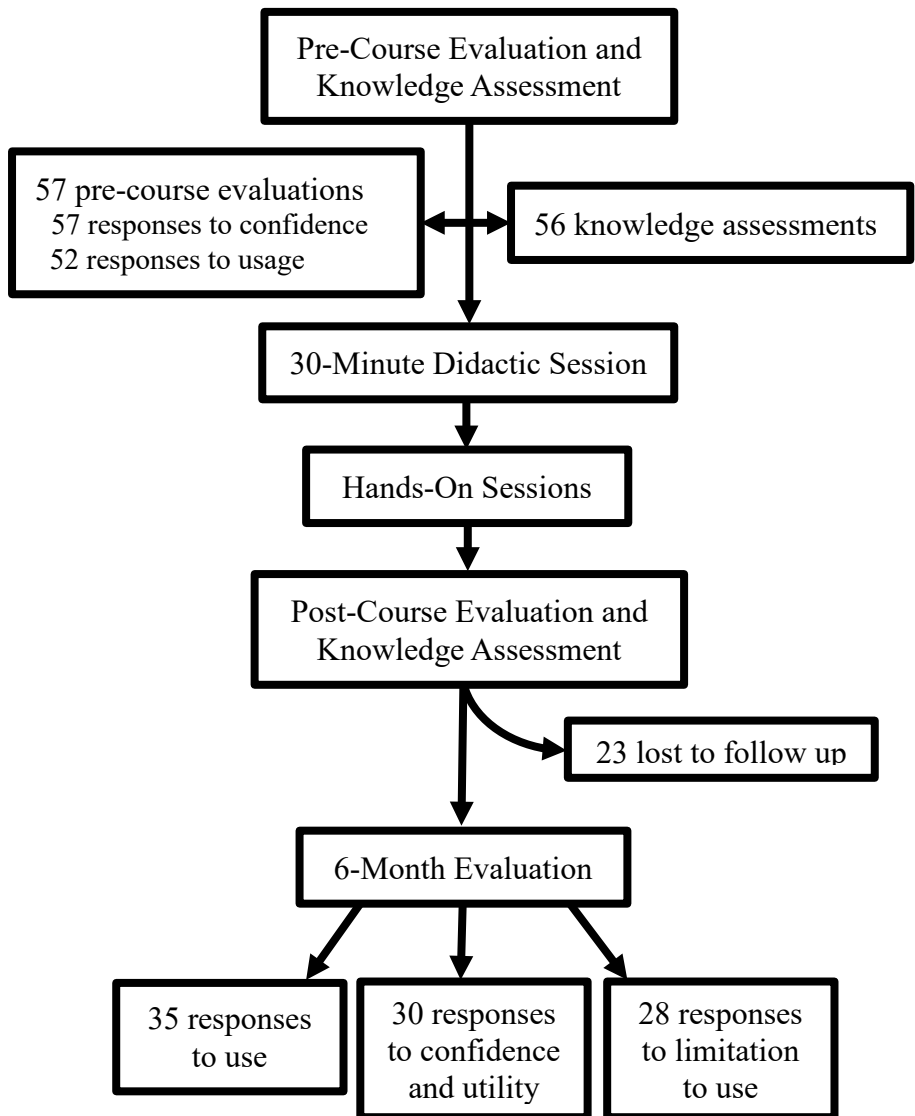 Pre-Course Evaluation and
Knowledge Assessment
57 pre-course evaluations
57 responses to confidence
52 responses to usage
56 knowledge assessments
30-Minute Didactic Session
Hands-On Sessions
Post-Course Evaluation and
Knowledge Assessment
23 lost to follow up
6-Month Evaluation
35 responses
to use
30 responses
to confidence
and utility
28 responses
to limitation
to use